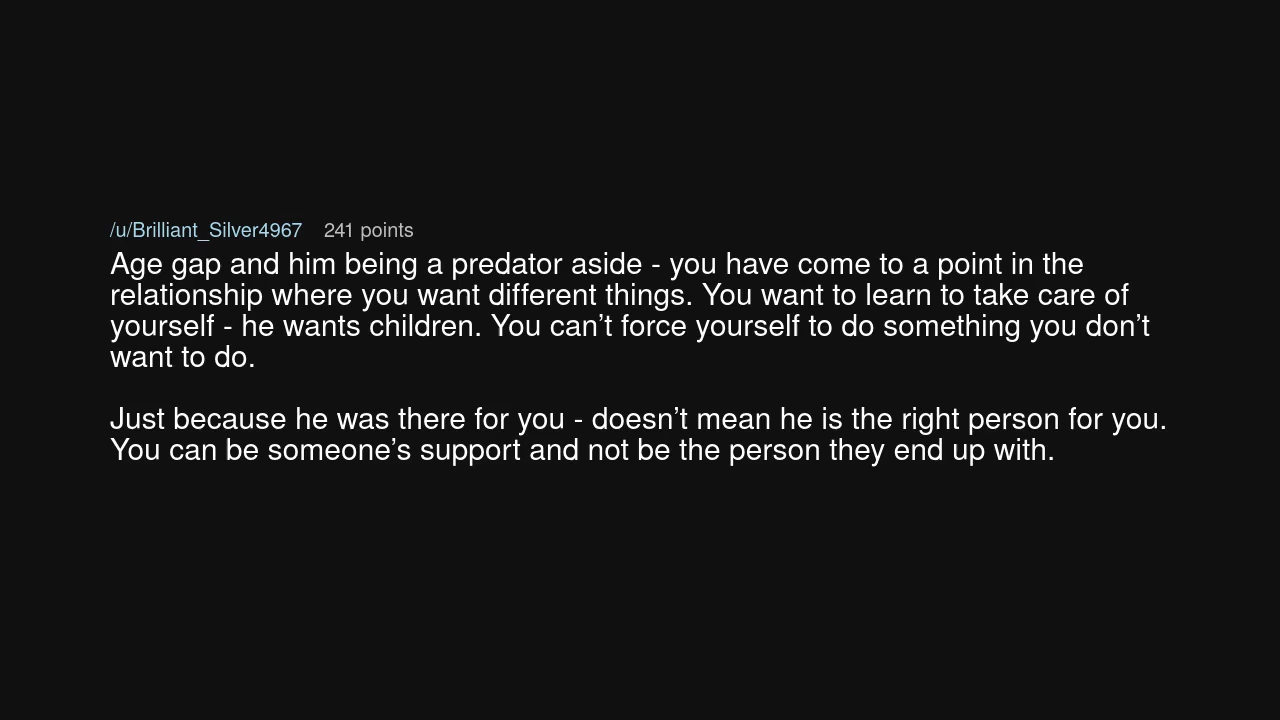 /u/Brilliant_Silver4967 241 points
Age gap and him being a predator aside - you have come to a point in the
relationship where you want different things. You want to learn to take care of
yourself - he wants children. You can’t force yourself to do something you don’t
want to do.
Just because he was there for you - doesn’t mean he is the right person for you.
You can be someone’s support and not be the person they end up with.